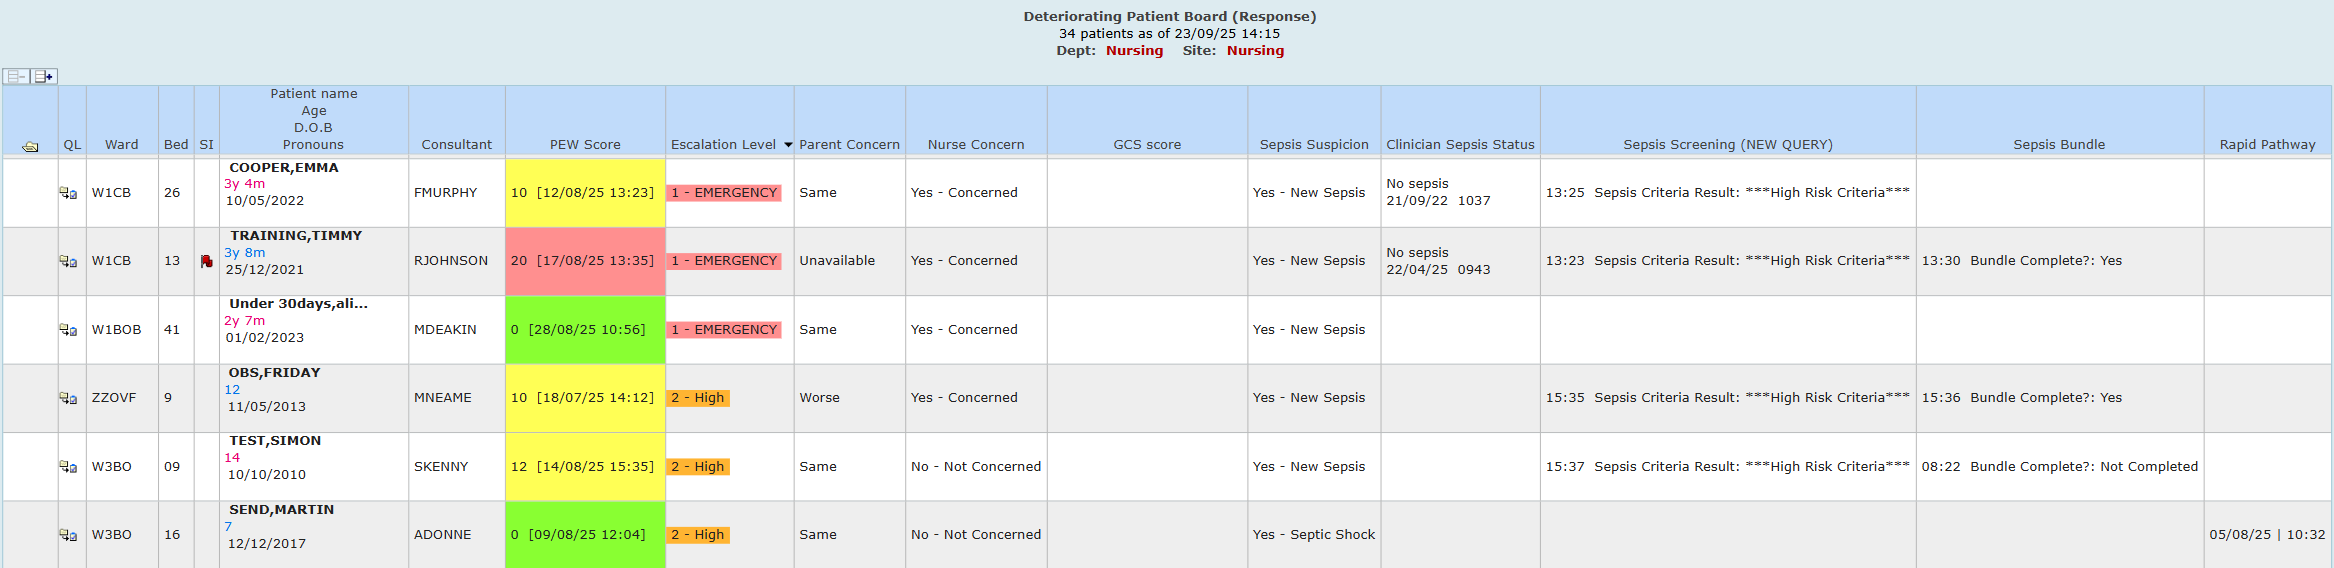 Deteriorating Patient Board (Response)
34 patients as of 23/09/25 14:15
Dept: Nursing Site: Nursing
QL Ward Bed SI Patient name Age D.O.B Pronouns Consultant PEW Score Escalation Level Parent Concern Nurse Concern GCS score Sepsis Suspicion Clinician Sepsis Status Sepsis Screening (NEW QUERY) Sepsis Bundle Rapid Pathway
COOPER,EMMA
3y 4m
10/05/2022
W1CB 26 FMURPHY 10 [12/08/25 13:23] 1 - EMERGENCY Same Yes - Concerned Yes - New Sepsis
No sepsis
21/09/22 1037
13:25 Sepsis Criteria Result: ***High Risk Criteria***
TRAINING,TIMMY
3y 8m
25/12/2021
W1CB 13 RJOHNSON 20 [17/08/25 13:35] 1 - EMERGENCY Unavailable Yes - Concerned Yes - New Sepsis
No sepsis
22/04/25 0943
13:23 Sepsis Criteria Result: ***High Risk Criteria*** 13:30 Bundle Complete?: Yes
Under 30days,ali...
2y 7m
01/02/2023
W1BOB 41 MDEAKIN 0 [28/08/25 10:56] 1 - EMERGENCY Same Yes - Concerned Yes - New Sepsis
OBS,FRIDAY
12
11/05/2013
ZZOVF 9 MNEAME 10 [18/07/25 14:12] 2 - High Worse Yes - Concerned Yes - New Sepsis 15:35 Sepsis Criteria Result: ***High Risk Criteria*** 15:36 Bundle Complete?: Yes
TEST,SIMON
14
10/10/2010
W3BO 09 SKENNY 12 [14/08/25 15:35] 2 - High Same No - Not Concerned Yes - New Sepsis 15:37 Sepsis Criteria Result: ***High Risk Criteria*** 08:22 Bundle Complete?: Not Completed
SEND,MARTIN
7
12/12/2017
W3BO 16 ADONNE 0 [09/08/25 12:04] 2 - High Same No - Not Concerned Yes - Septic Shock 05/08/25 | 10:32